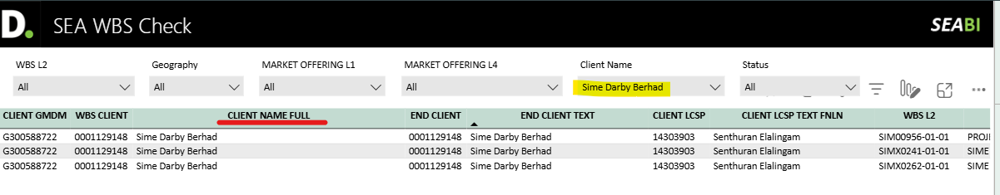 D. SEA WBS Check SEABI
WBS L2 Geography MARKET OFFERING L1 MARKET OFFERING L4 Client Name Status
All All All All Sime Darby Berhad All
CLIENT GMDM WBS CLIENT CLIENT NAME FULL END CLIENT END CLIENT TEXT CLIENT LCSP CLIENT LCSP TEXT FNLN WBS L2
G300588722 0001129148 Sime Darby Berhad 0001129148 Sime Darby Berhad 14303903 Senthuran Elalingam SIM00956-01-01 PROJ
G300588722 0001129148 Sime Darby Berhad 0001129148 Sime Darby Berhad 14303903 Senthuran Elalingam SIMX0241-01-01 SIME
G300588722 0001129148 Sime Darby Berhad 0001129148 Sime Darby Berhad 14303903 Senthuran Elalingam SIMX0262-01-01 SIME